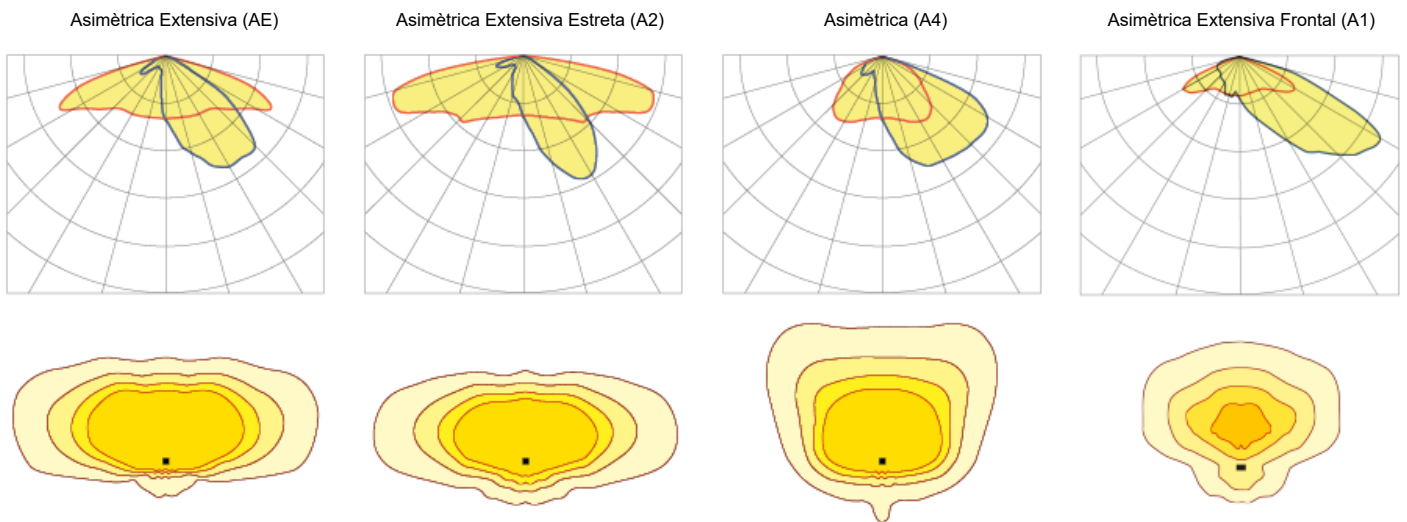 Asimètrica Extensiva (AE)
Asimètrica Extensiva Estreta (A2)
Asimètrica (A4)
Asimètrica Extensiva Frontal (A1)